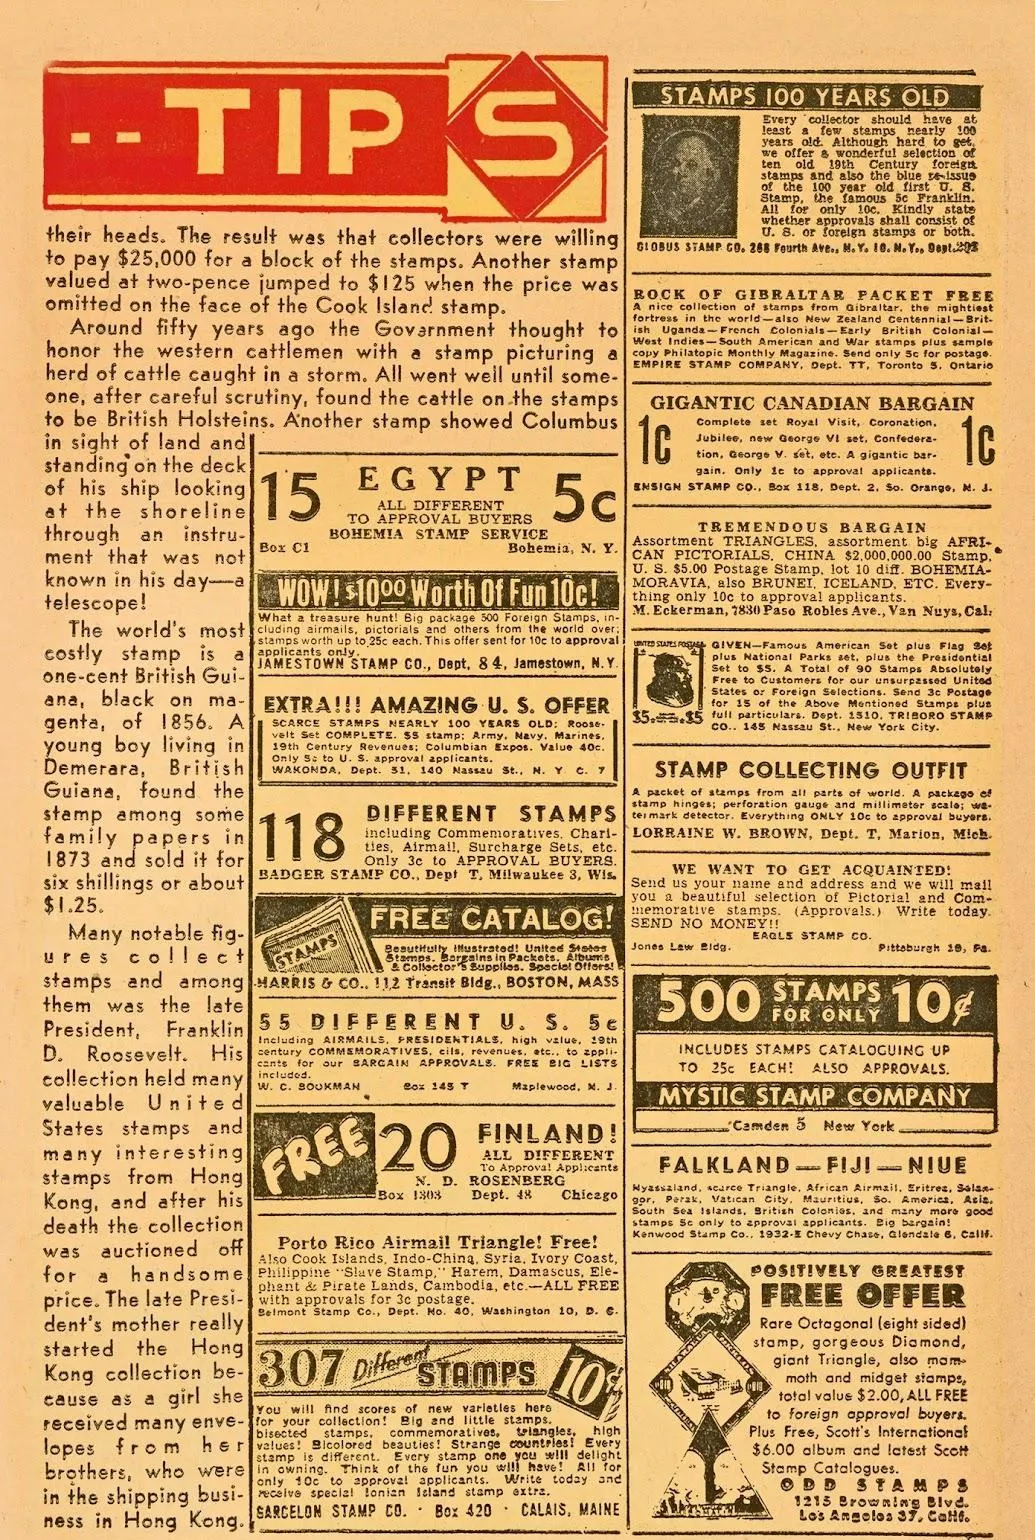 -- TIPS
their heads. The result was that collectors were willing
to pay $25,000 for a block of the stamps. Another stamp
valued at two-pence jumped to $125 when the price was
omitted on the face of the Cook Island stamp.
Around fifty years ago the Government thought to
honor the western cattlemen with a stamp picturing a
herd of cattle caught in a storm. All went well until some-
one, after careful scrutiny, found the cattle on the stamps
to be British Holsteins. Another stamp showed Columbus
in sight of land and
standing on the deck
of his ship looking
at the shoreline
through an instru-
ment that was not
known in his day—a
telescope!
The world's most
costly stamp is a
one-cent British Gui-
ana, black on ma-
genta, of 1856. A
young boy living in
Demerara, British
Guiana, found the
stamp among some
family papers in
1873 and sold it for
six shillings or about
$1.25.
Many notable fig-
ures collect
stamps and among
them was the late
President, Franklin
D. Roosevelt. His
collection held many
valuable United
States stamps and
many interesting
stamps from Hong
Kong, and after his
death the collection
was auctioned off
for a handsome
price. The late Presi-
dent's mother really
started the Hong
Kong collection be-
cause as a girl she
received many enve-
lopes from her
brothers, who were
in the shipping busi-
ness in Hong Kong.
15 EGYPT 5c
ALL DIFFERENT
TO APPROVAL BUYERS
BOHEMIA STAMP SERVICE
Box C1 Bohemia, N. Y.
WOW! $10.00 Worth Of Fun 10c!
What a treasure hunt! Big package 500 Foreign Stamps, in-
cluding airmails, pictorials and others from the world over;
stamps worth up to 25c each. This offer sent for 10c to approval
applicants only.
JAMESTOWN STAMP CO., Dept. 84, Jamestown, N.Y.
EXTRA!!! AMAZING U. S. OFFER
SCARCE STAMPS NEARLY 100 YEARS OLD; Roose-
velt Set COMPLETE. $5 stamp; Army, Navy, Marines,
19th Century Revenues; Columbian Expos. Value 40c.
Only 5c to U. S. approval applicants.
WAKONDA, Dept. 51, 140 Nassau St., N. Y C. 7
118 DIFFERENT STAMPS
including Commemoratives, Chari-
ties, Airmail, Surcharge Sets, etc.
Only 3c to APPROVAL BUYERS.
BADGER STAMP CO., Dept T, Milwaukee 3, Wis.
STAMPS
FREE CATALOG!
Beautifully Illustrated! United States
Stamps. Bargains in Packets, Albums
& Collector's Supplies. Special Offers!
HARRIS & CO., 112 Transit Bldg., BOSTON, MASS
55 DIFFERENT U. S. 5c
Including AIRMAILS, PRESIDENTIALS, high value, 19th
century COMMEMORATIVES, cils, revenues, etc., to appli-
cants for our BARGAIN APPROVALS. FREE BIG LISTS
included.
W. C. BOUKMAN Box 145 T Maplewood, N. J.
FREE 20 FINLAND!
ALL DIFFERENT
To Approval Applicants
N. D. ROSENBERG
Box 1303 Dept. 48 Chicago
Porto Rico Airmail Triangle! Free!
Also Cook Islands, Indo-China, Syria, Ivory Coast,
Philippine "Slave Stamp," Harem, Damascus, Ele-
phant & Pirate Lands, Cambodia, etc.—ALL FREE
with approvals for 3c postage.
Belmont Stamp Co., Dept. No. 40, Washington 10, D. C.
307 Different STAMPS 10¢
You will find scores of new varieties here
for your collection! Big and little stamps,
bisected stamps, commemoratives, triangles, high
values! Bicolored beauties! Strange countries! Every
stamp is different. Every stamp one you will delight
in owning. Think of the fun you will have! All for
only 10c to approval applicants. Write today and
receive special Ionian Island stamp extra.
GARCELON STAMP CO. · Box 420 · CALAIS, MAINE
STAMPS 100 YEARS OLD
Every collector should have at
least a few stamps nearly 100
years old. Although hard to get,
we offer a wonderful selection of
ten old 19th Century foreign
stamps and also the blue re-issue
of the 100 year old first U. S.
Stamp, the famous 5c Franklin.
All for only 10c. Kindly state
whether approvals shall consist of
U. S. or foreign stamps or both.
GLOBUS STAMP CO. 268 Fourth Ave., N.Y. 10. N.Y., Dept.
ROCK OF GIBRALTAR PACKET FREE
A nice collection of stamps from Gibraltar, the mightiest
fortress in the world—also New Zealand Centennial—Brit-
ish Uganda—French Colonials—Early British Colonial—
West Indies—South American and War stamps plus sample
copy Philatopic Monthly Magazine. Send only 5c for postage.
EMPIRE STAMP COMPANY, Dept. TT, Toronto 5, Ontario
GIGANTIC CANADIAN BARGAIN
1c Complete set Royal Visit, Coronation, 1c
Jubilee, new George VI set, Confedera-
tion, George V. set, etc. A gigantic bar-
gain. Only 1c to approval applicants.
ENSIGN STAMP CO., Box 118, Dept. 2, So. Orange, N. J.
TREMENDOUS BARGAIN
Assortment TRIANGLES, assortment big AFRI-
CAN PICTORIALS, CHINA $2,000,000.00 Stamp,
U. S. $5.00 Postage Stamp, lot 10 diff. BOHEMIA-
MORAVIA, also BRUNEI, ICELAND, ETC. Every-
thing only 10c to approval applicants.
M. Eckerman, 7830 Paso Robles Ave., Van Nuys, Cal.
UNITED STATES POSTAGE
$5 $5
GIVEN—Famous American Set plus Flag Set
plus National Parks set, plus the Presidential
Set to $5. A Total of 90 Stamps Absolutely
Free to Customers for our unsurpassed United
States or Foreign Selections. Send 3c Postage
for 15 of the Above Mentioned Stamps plus
full particulars. Dept. 1510, TRIBORO STAMP
CO., 145 Nassau St., New York City.
STAMP COLLECTING OUTFIT
A packet of stamps from all parts of world. A package of
stamp hinges; perforation gauge and millimeter scale; wa-
termark detector. Everything ONLY 10c to approval buyers.
LORRAINE W. BROWN, Dept. T, Marion, Mich.
WE WANT TO GET ACQUAINTED!
Send us your name and address and we will mail
you a beautiful selection of Pictorial and Com-
memorative stamps. (Approvals.) Write today.
SEND NO MONEY!!
EAGLE STAMP CO.
Jones Law Bldg. Pittsburgh 19, Pa.
500 STAMPS FOR ONLY 10¢
INCLUDES STAMPS CATALOGUING UP
TO 25c EACH! ALSO APPROVALS.
MYSTIC STAMP COMPANY
Camden 5 New York
FALKLAND—FIJI—NIUE
Nyassaland, scarce Triangle, African Airmail, Eritrea, Selan-
gor, Perak, Vatican City, Mauritius, So. America, Asia,
South Sea Islands, British Colonies, and many more good
stamps 5c only to approval applicants. Big bargain!
Kenwood Stamp Co., 1932-E Chevy Chase, Glendale 6, Calif.
POSITIVELY GREATEST
FREE OFFER
Rare Octagonal (eight sided)
stamp, gorgeous Diamond,
giant Triangle, also mam-
moth and midget stamps,
total value $2.00, ALL FREE
to foreign approval buyers.
Plus Free, Scott's International
$6.00 album and latest Scott
Stamp Catalogues.
ODD STAMPS
1215 Browning Blvd.
Los Angeles 37, Calif.